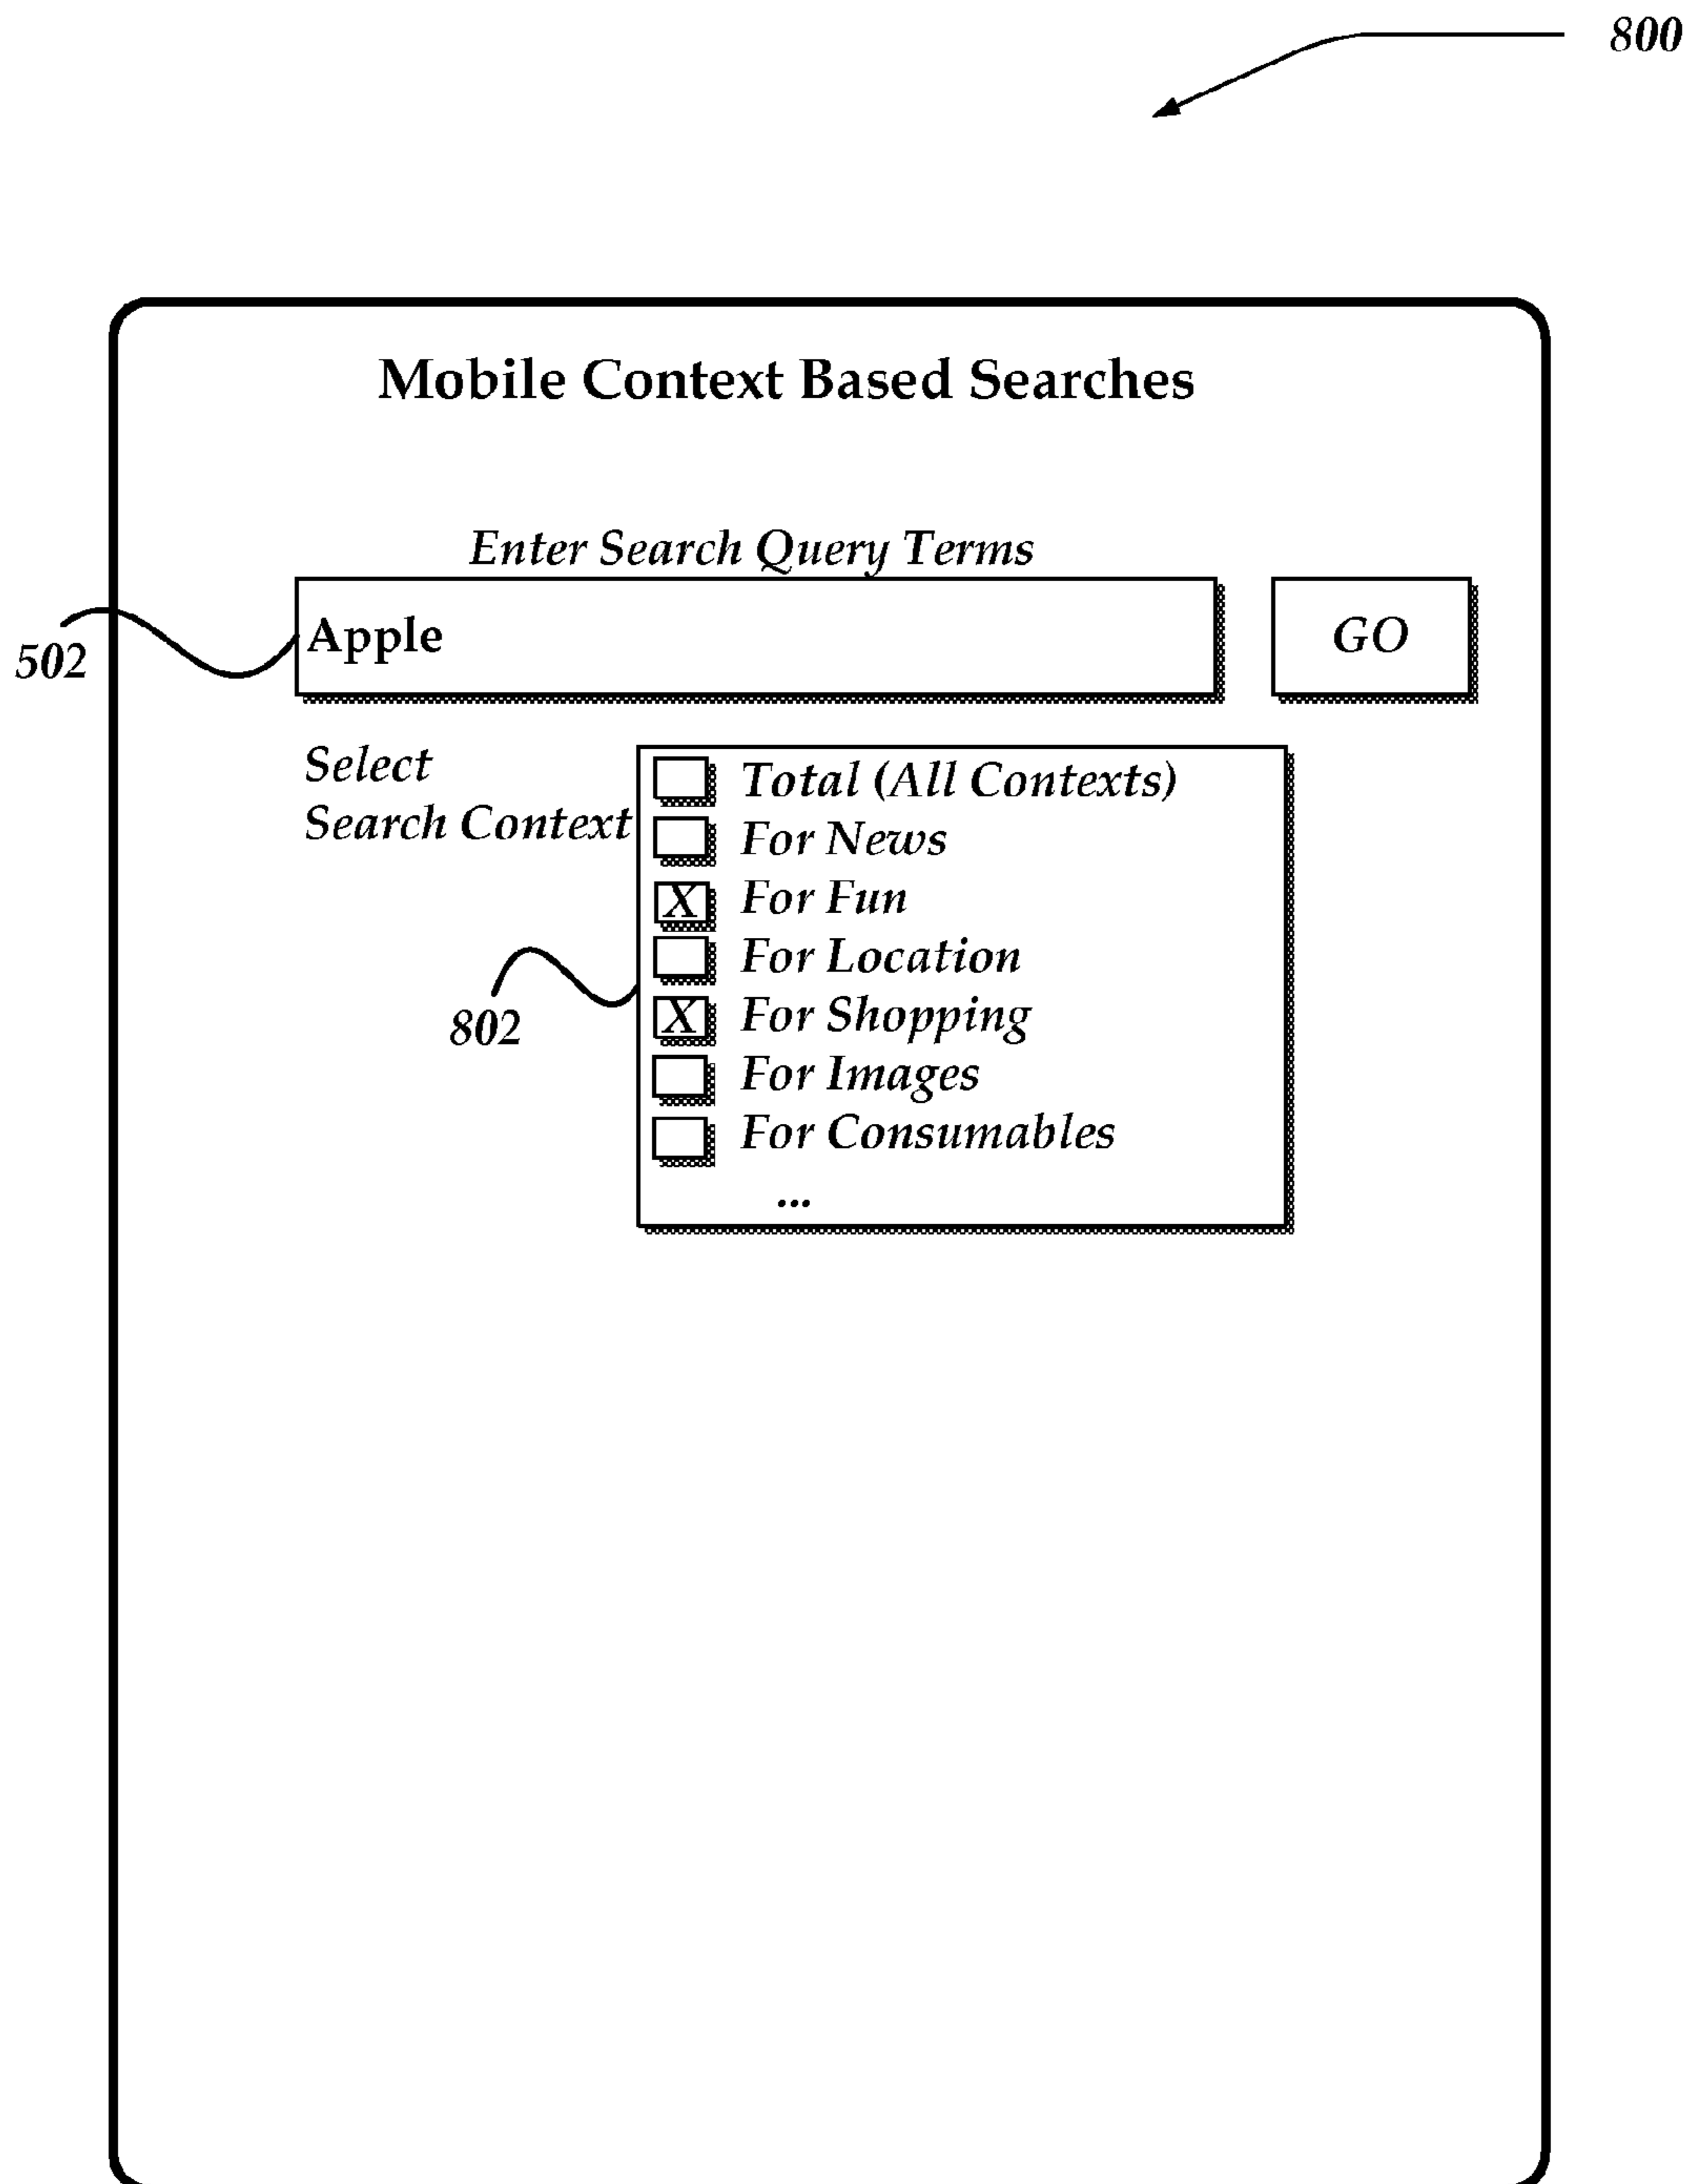 800
Mobile Context Based Searches
Enter Search Query Terms
502
Apple
GO
Select
Search Context
802
Total (All Contexts)
For News
X For Fun
For Location
X For Shopping
For Images
For Consumables
...